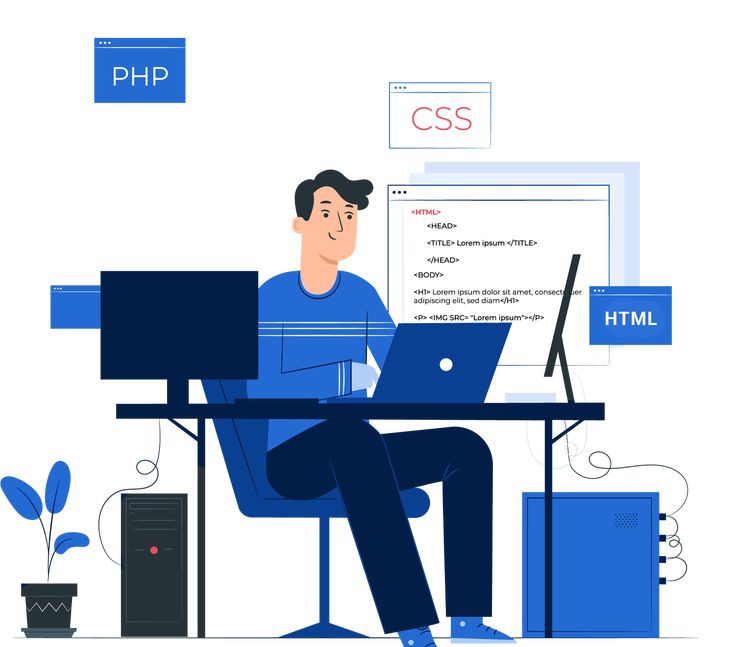 PHP
CSS
<HTML>
<HEAD>
<TITLE> Lorem ipsum </TITLE>
</HEAD>
<BODY>
<H1> Lorem ipsum dolor sit amet, consectetuer
adipiscing elit, sed diam</H1>
<P> <IMG SRC= "Lorem ipsum"></P>
HTML